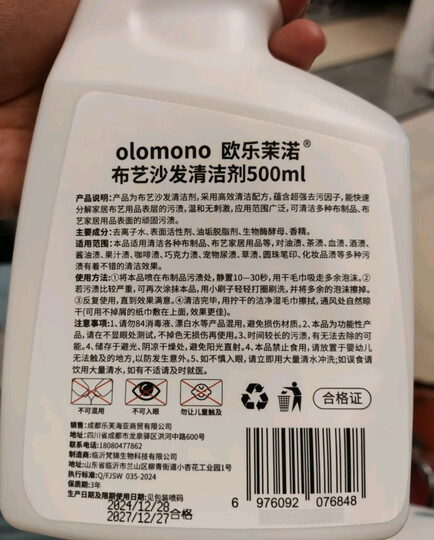 olomono 欧乐茉渃®
布艺沙发清洁剂500ml
产品说明:产品为布艺沙发清洁剂,采用高效清洁配方,蕴含超强去污因子,能快速
分解家居布艺用品表层的污渍,温和无刺激,应用范围广泛,可清洁多种布制品、布
艺家居用品表面的顽固污渍。
主要成分:去离子水、表面活性剂、油垢脱脂剂、生物酶酵母、香精。
适用范围:本品适用清洁各种布制品、布艺家居用品等,对油渍、茶渍、血渍、酒渍、
酱油渍、果汁渍、咖啡渍、巧克力渍、宠物尿渍、草渍、圆珠笔印、化妆品渍等多种污
渍有着不错的清洁效果。
使用方法:①将本品喷在布制品污渍处,静置10—30秒,用干毛巾吸走多余泡沫。②
若污渍比较严重,可再次涂抹本品,用小刷子轻轻打圈刷洗,并将多余的泡沫擦掉。
③反复使用,直到效果满意。④清洁完毕,用拧干的洁净湿毛巾擦拭,通风处自然晾
干(可用不掉屑的纸巾敷在上面,效果更佳)。
注意事项:1、请勿84消毒液、漂白水等产品混用,避免损伤材质。2、本品为功能性产
品,请在不显眼处测试,不掉色无损伤再使用。3、时间较长的污渍,有无法去除的可
能。4、储存于避光、阴凉干燥处,避免阳光直射。4、本品禁止食用,请放置于婴幼儿
无法触及的地方,以防发生意外。5、如不慎入眼,请立即用大量清水冲洗;如误食请
饮用大量清水,如有不适请及时就医。
不可混用 不可入眼 勿让儿童触及
合格证
销售:成都乐芙海亚商贸有限公司
地址:四川省成都市龙泉驿区洪河中路600号
联系电话:18080477862
制造商:临沂梵锦生物科技有限公司
地址:山东省临沂市兰山区柳青街道小杏花工业园1号
执行标准:Q/FJSW 035-2024
保质期:3年
生产日期及期限使用日期:见包装喷码
2024/12/28
2027/12/27合格
6 976092 076848